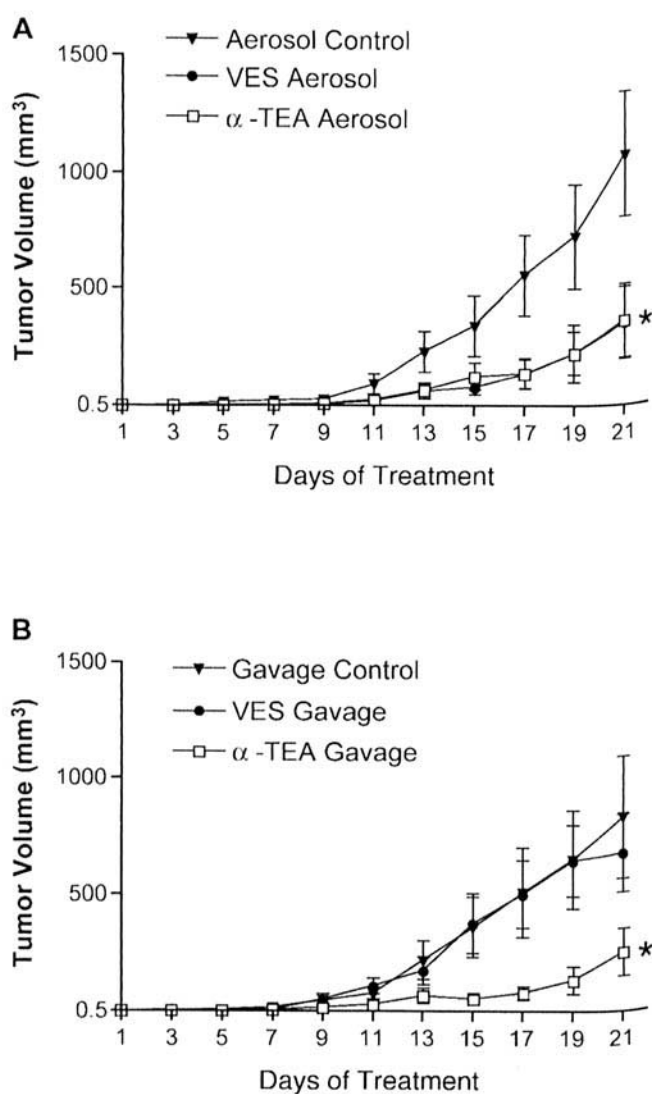 A
Aerosol Control
VES Aerosol
α -TEA Aerosol
Tumor Volume (mm³)
1500
1000
500
0.5
1 3 5 7 9 11 13 15 17 19 21
*
Days of Treatment
B
Gavage Control
VES Gavage
α -TEA Gavage
Tumor Volume (mm³)
1500
1000
500
0.5
1 3 5 7 9 11 13 15 17 19 21
*
Days of Treatment